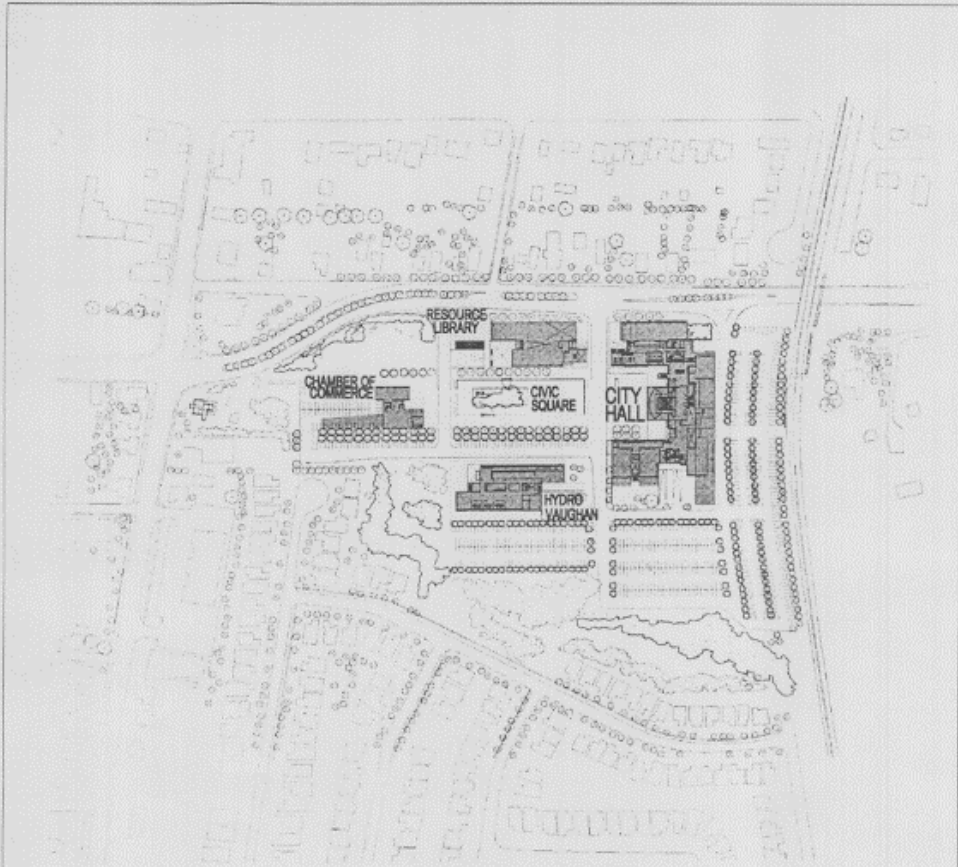 RESOURCE
LIBRARY
CHAMBER OF
COMMERCE
CIVIC
SQUARE
CITY
HALL
HYDRO
VAUGHAN